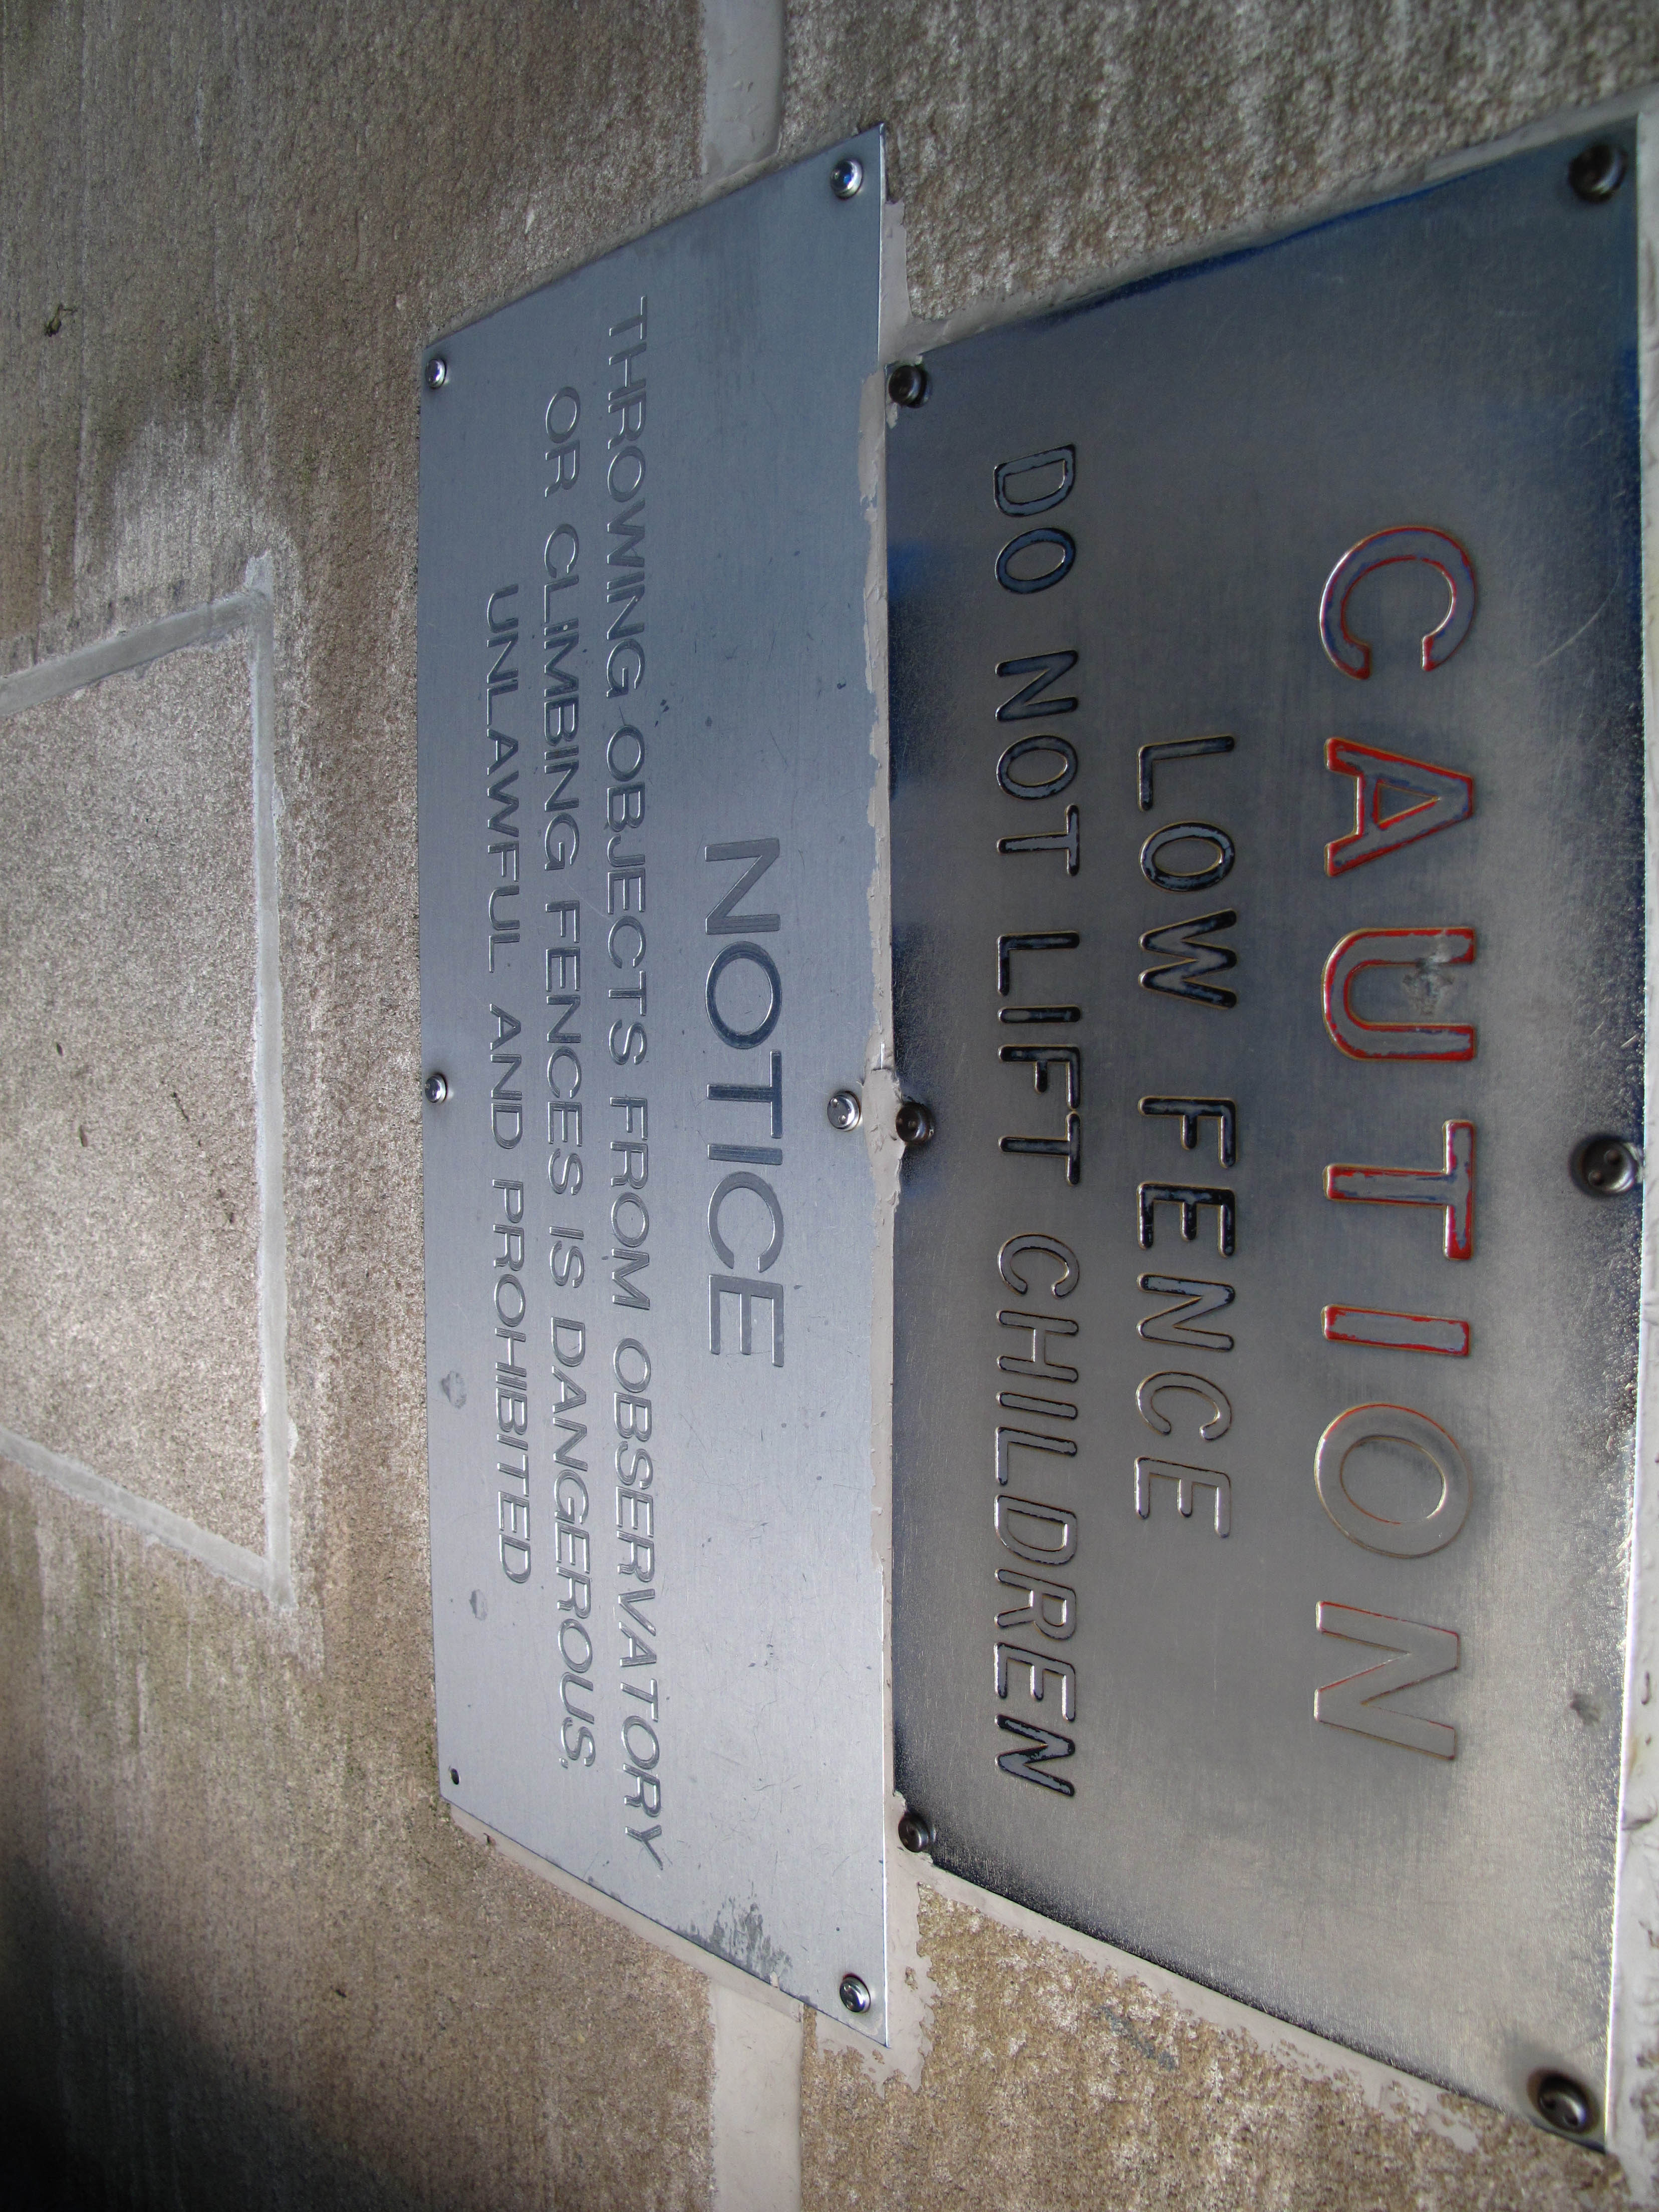 CAUTION
LOW FENCE
DO NOT LIFT CHILDREN
NOTICE
THROWING OBJECTS FROM OBSERVATORY
OR CLIMBING FENCES IS DANGEROUS,
UNLAWFUL AND PROHIBITED